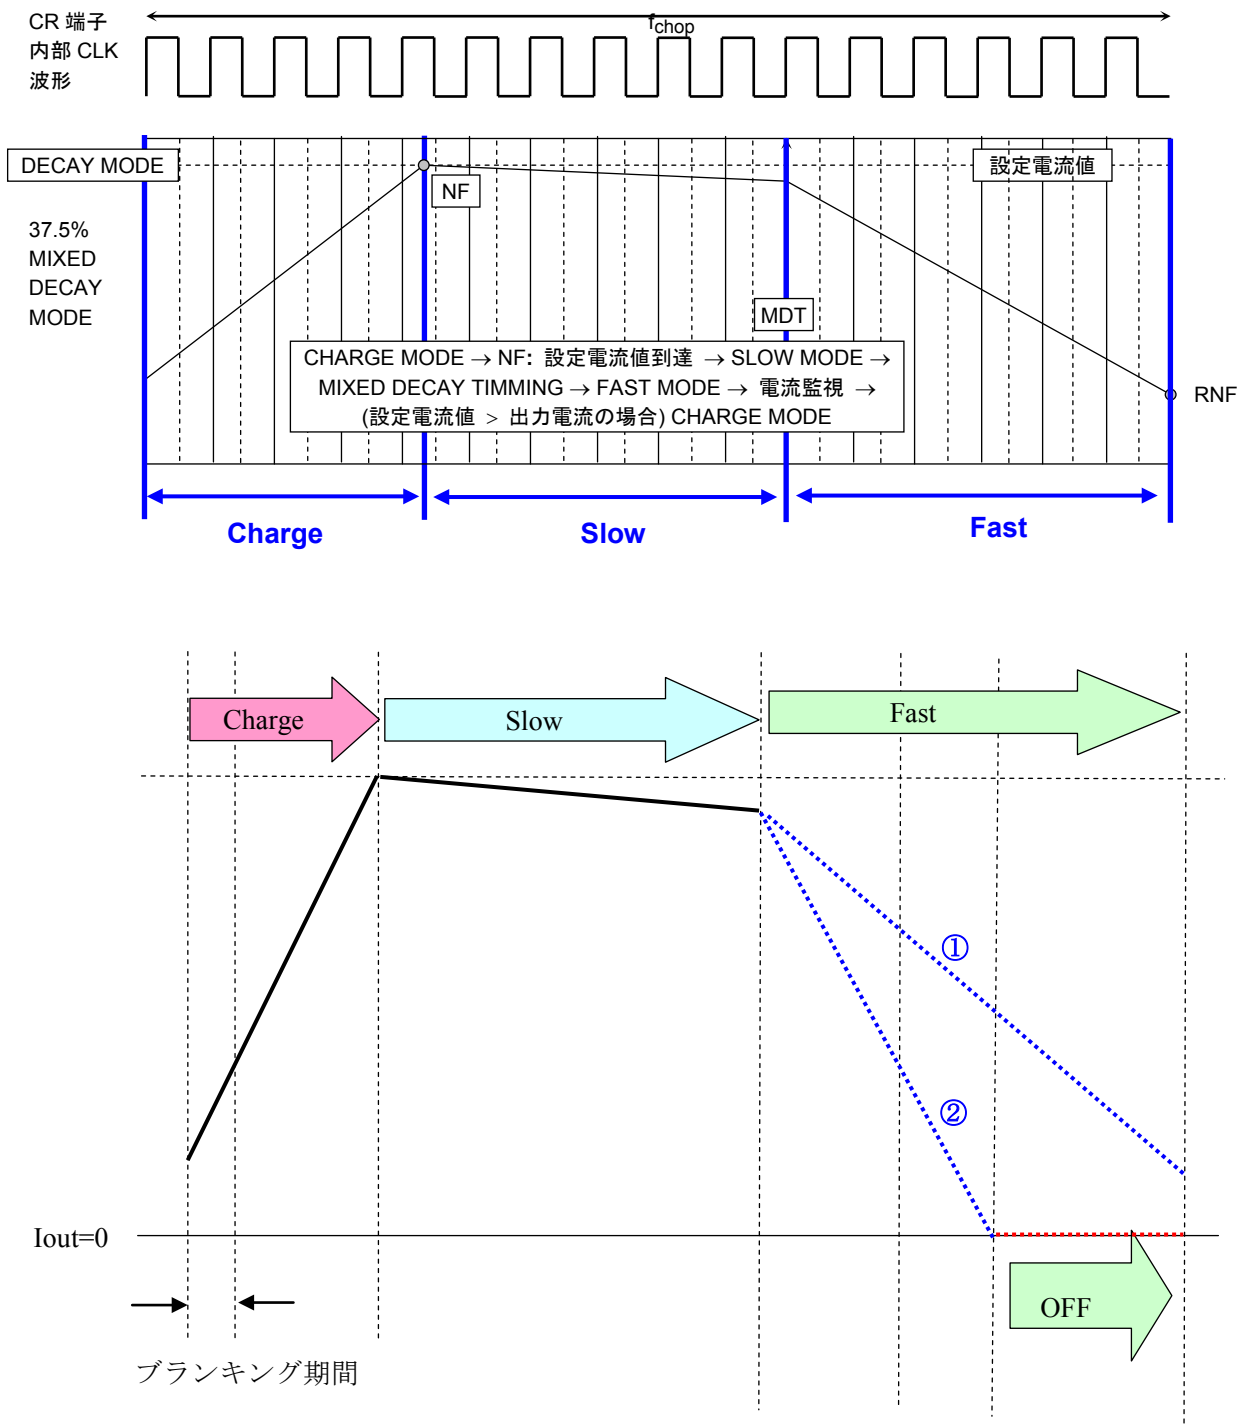 CR 端子
内部 CLK
波形
fchop
DECAY MODE
設定電流値
NF
37.5%
MIXED
DECAY
MODE
MDT
CHARGE MODE → NF: 設定電流値到達 → SLOW MODE →
MIXED DECAY TIMMING → FAST MODE → 電流監視 →
(設定電流値 > 出力電流の場合) CHARGE MODE
RNF
Charge
Slow
Fast
Charge
Slow
Fast
①
②
Iout=0
OFF
ブランキング期間